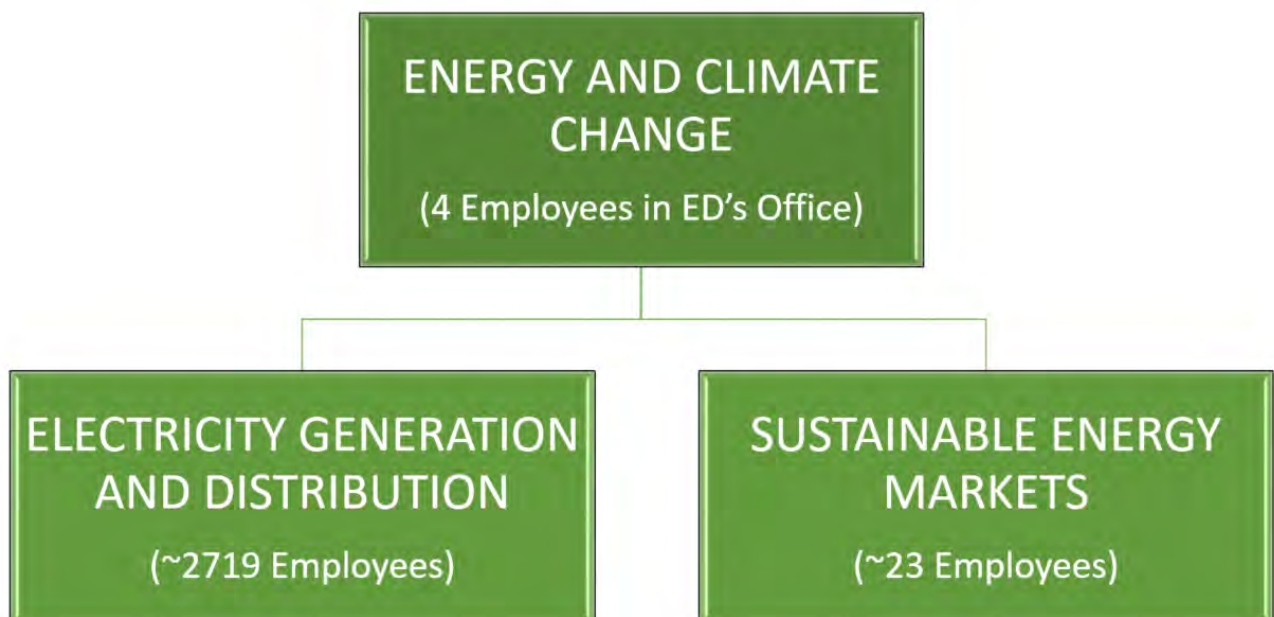 ENERGY AND CLIMATE
CHANGE
(4 Employees in ED’s Office)
ELECTRICITY GENERATION
AND DISTRIBUTION
(~2719 Employees)
SUSTAINABLE ENERGY
MARKETS
(~23 Employees)